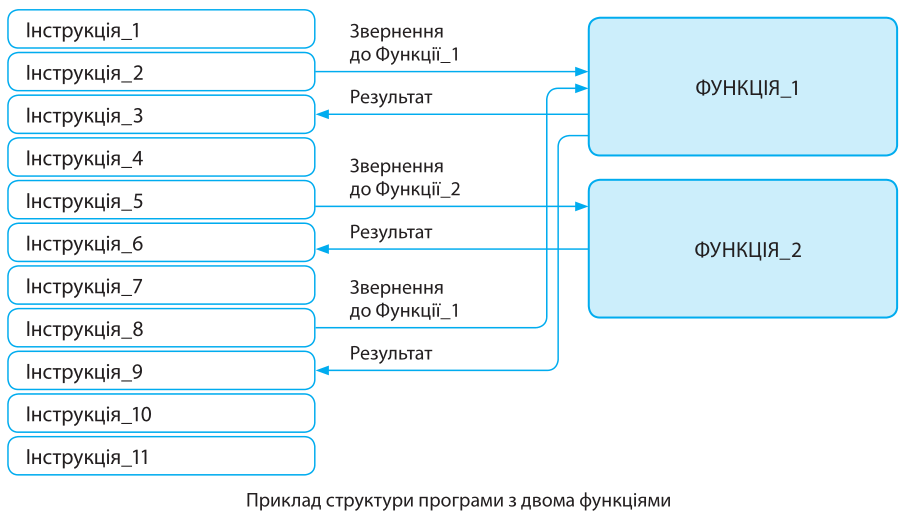 Інструкція_1
Інструкція_2
Інструкція_3
Інструкція_4
Інструкція_5
Інструкція_6
Інструкція_7
Інструкція_8
Інструкція_9
Інструкція_10
Інструкція_11
Звернення
до Функції_1
Результат
Звернення
до Функції_2
Результат
Звернення
до Функції_1
Результат
ФУНКЦІЯ_1
ФУНКЦІЯ_2
Приклад структури програми з двома функціями